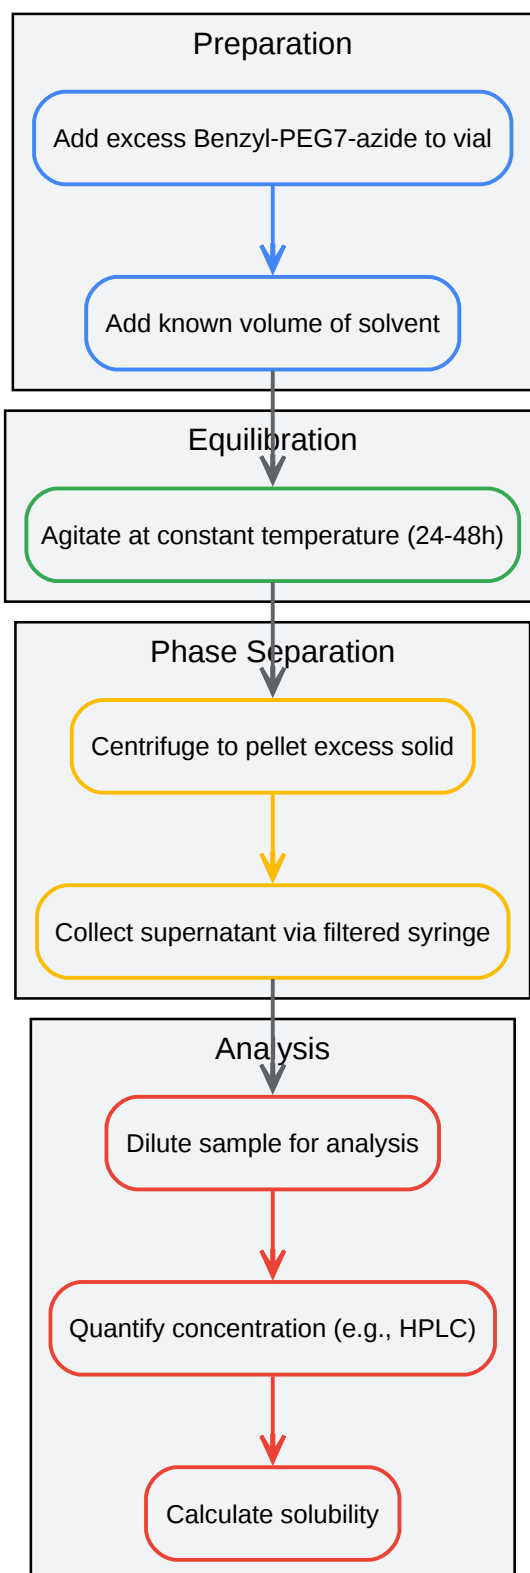 Preparation
Add excess Benzyl-PEG7-azide to vial
Add known volume of solvent
Equilibration
Agitate at constant temperature (24-48h)
Phase Separation
Centrifuge to pellet excess solid
Collect supernatant via filtered syringe
Analysis
Dilute sample for analysis
Quantify concentration (e.g., HPLC)
Calculate solubility